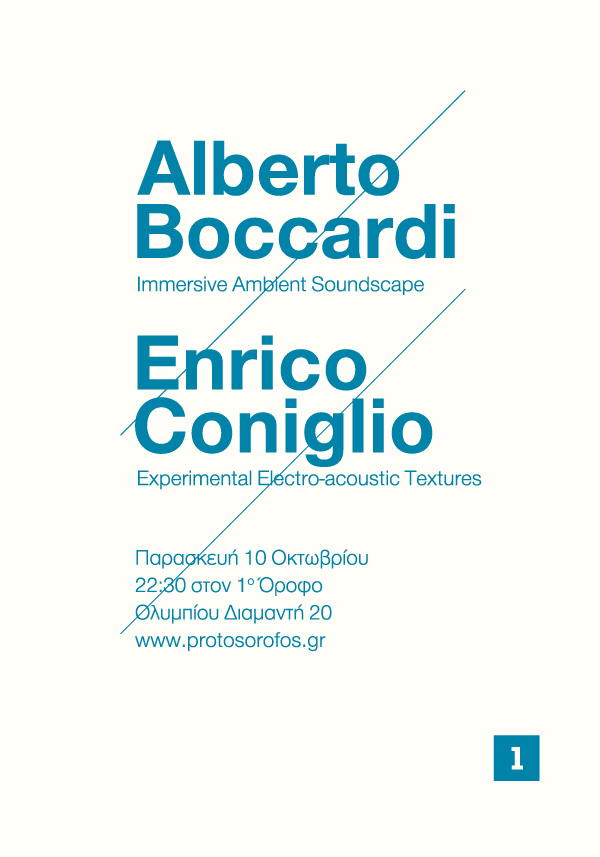 Alberto
Boccardi
Immersive Ambient Soundscape
Enrico
Coniglio
Experimental Electro-acoustic Textures
Παρασκευή 10 Οκτωβρίου
22:30 στον 1º Όροφο
Ολυμπίου Διαμαντή 20
www.protosorofos.gr
1